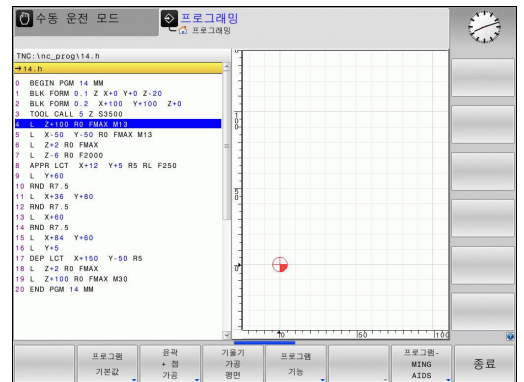 수동 운전 모드
프로그래밍
프로그래밍
TNC:\nc_prog\14.h
→14.h
0 BEGIN PGM 14 MM
1 BLK FORM 0.1 Z X+0 Y+0 Z-20
2 BLK FORM 0.2 X+100 Y+100 Z+0
3 TOOL CALL 5 Z S3500
4 L Z+100 R0 FMAX M13
5 L X-50 Y-50 R0 FMAX M13
6 L Z+2 R0 FMAX
7 L Z-6 R0 F2000
8 APPR LCT X+12 Y+5 R5 RL F250
9 L Y+60
10 RND R7.5
11 L X+36 Y+80
12 RND R7.5
13 L X+60
14 RND R7.5
15 L X+84 Y+60
16 L Y+5
17 DEP LCT X+150 Y-50 R5
18 L Z+2 R0 FMAX
19 L Z+100 R0 FMAX M30
20 END PGM 14 MM
100
50
0
0 50 100
프로그램 기본값
윤곽 + 점 가공
기울기 가공 평면
프로그램 기능
프로그램- MING AIDS
종료